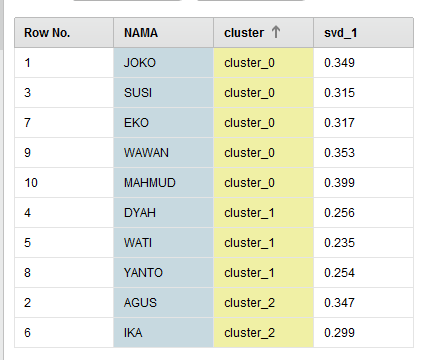 Row No. NAMA cluster svd_1
1 JOKO cluster_0 0.349
3 SUSI cluster_0 0.315
7 EKO cluster_0 0.317
9 WAWAN cluster_0 0.353
10 MAHMUD cluster_0 0.399
4 DYAH cluster_1 0.256
5 WATI cluster_1 0.235
8 YANTO cluster_1 0.254
2 AGUS cluster_2 0.347
6 IKA cluster_2 0.299